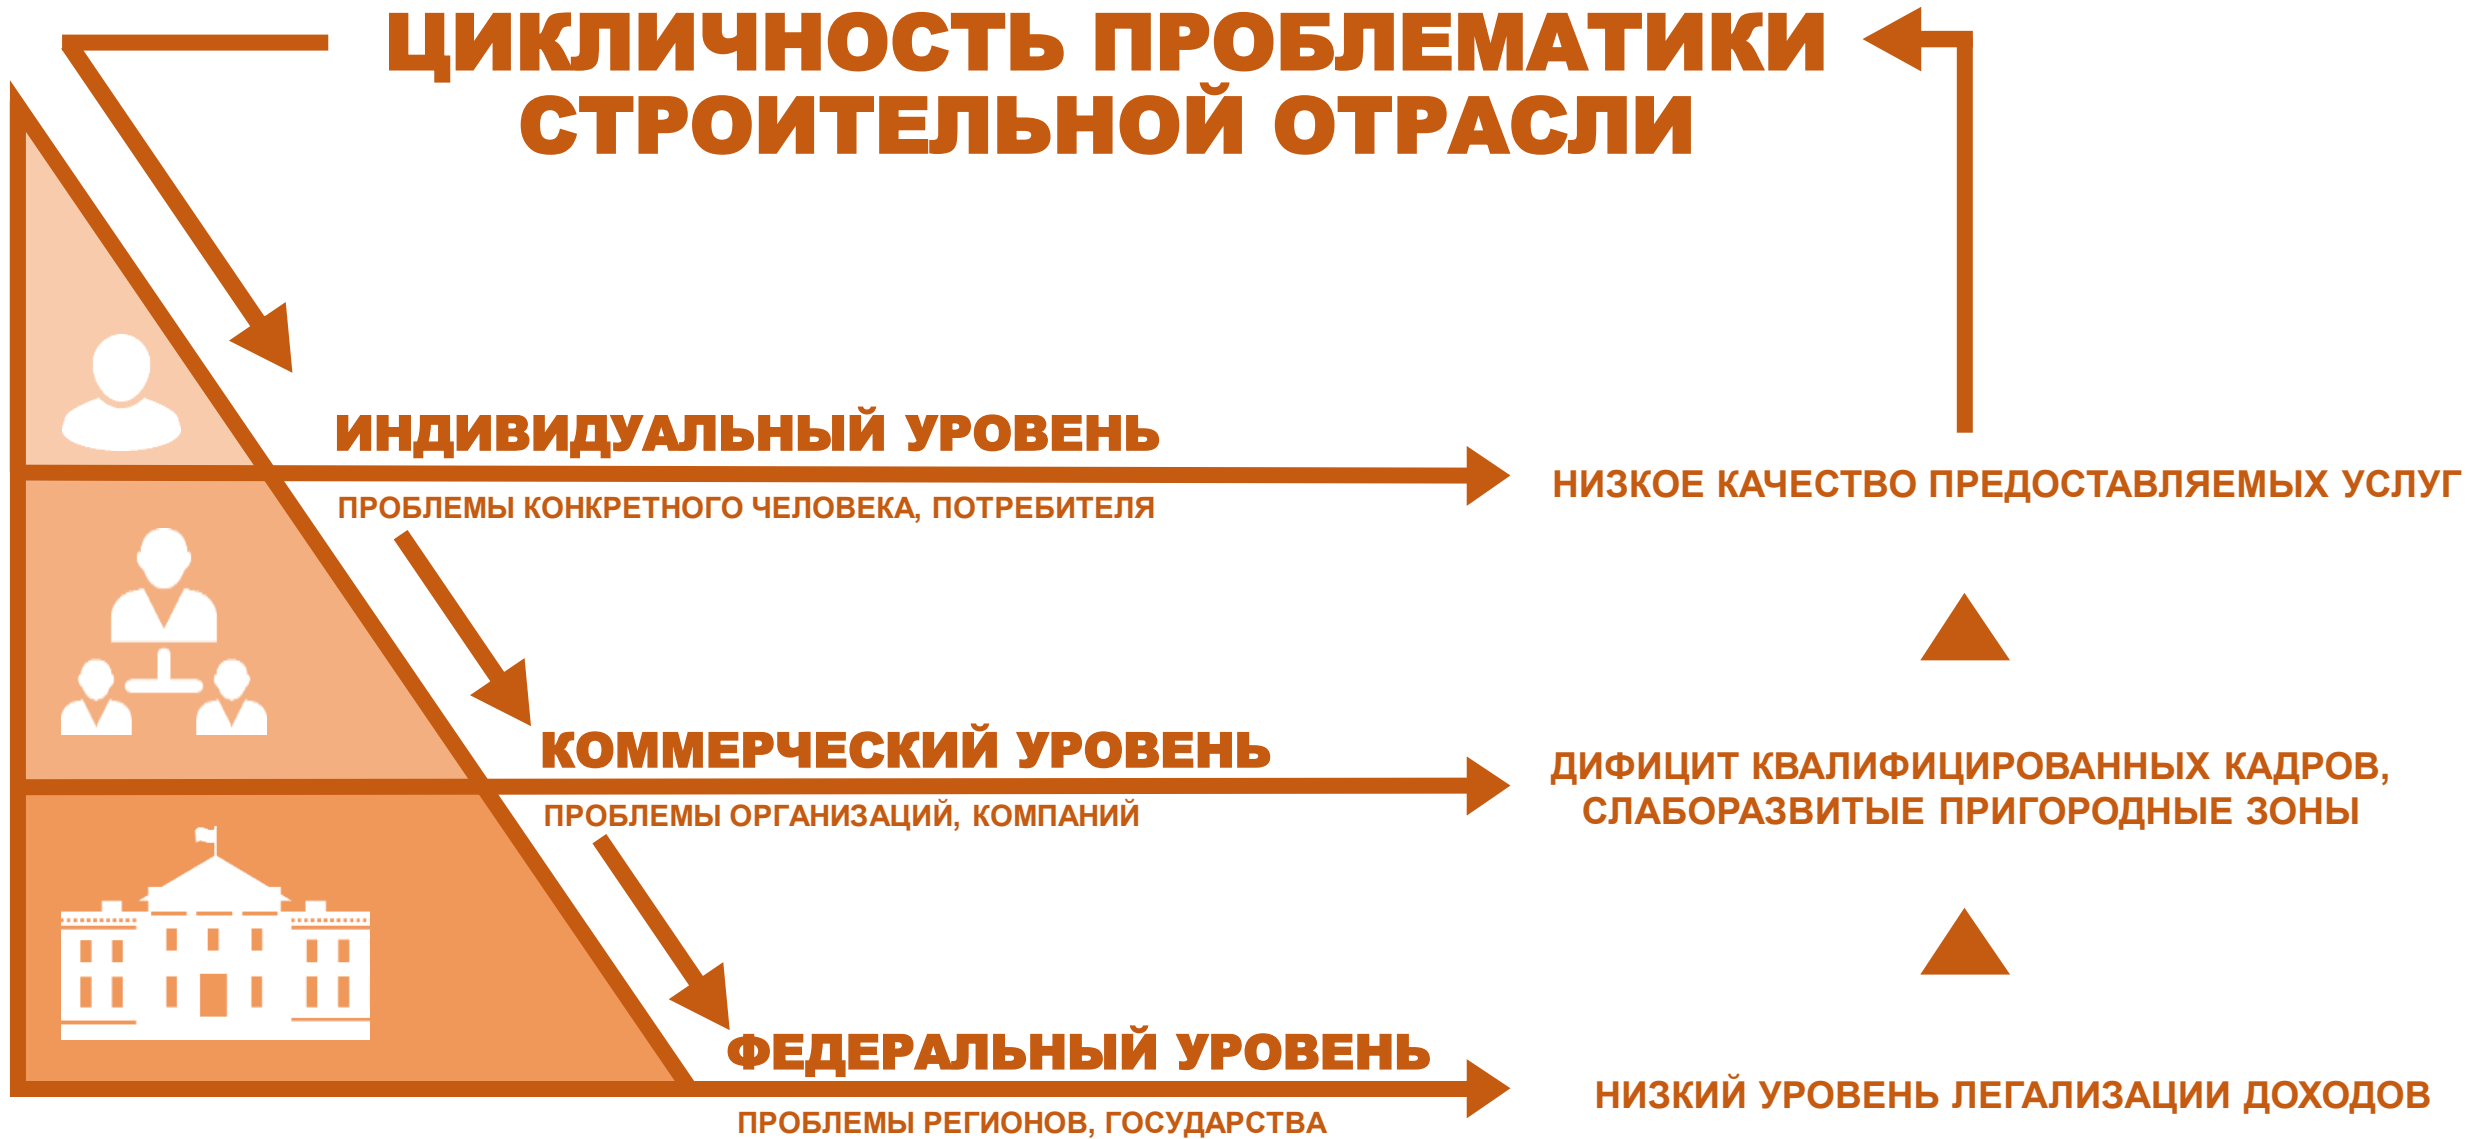 ЦИКЛИЧНОСТЬ ПРОБЛЕМАТИКИ
СТРОИТЕЛЬНОЙ ОТРАСЛИ
ИНДИВИДУАЛЬНЫЙ УРОВЕНЬ
ПРОБЛЕМЫ КОНКРЕТНОГО ЧЕЛОВЕКА, ПОТРЕБИТЕЛЯ
НИЗКОЕ КАЧЕСТВО ПРЕДОСТАВЛЯЕМЫХ УСЛУГ
КОММЕРЧЕСКИЙ УРОВЕНЬ
ПРОБЛЕМЫ ОРГАНИЗАЦИЙ, КОМПАНИЙ
ДИФИЦИТ КВАЛИФИЦИРОВАННЫХ КАДРОВ,
СЛАБОРАЗВИТЫЕ ПРИГОРОДНЫЕ ЗОНЫ
ФЕДЕРАЛЬНЫЙ УРОВЕНЬ
ПРОБЛЕМЫ РЕГИОНОВ, ГОСУДАРСТВА
НИЗКИЙ УРОВЕНЬ ЛЕГАЛИЗАЦИИ ДОХОДОВ